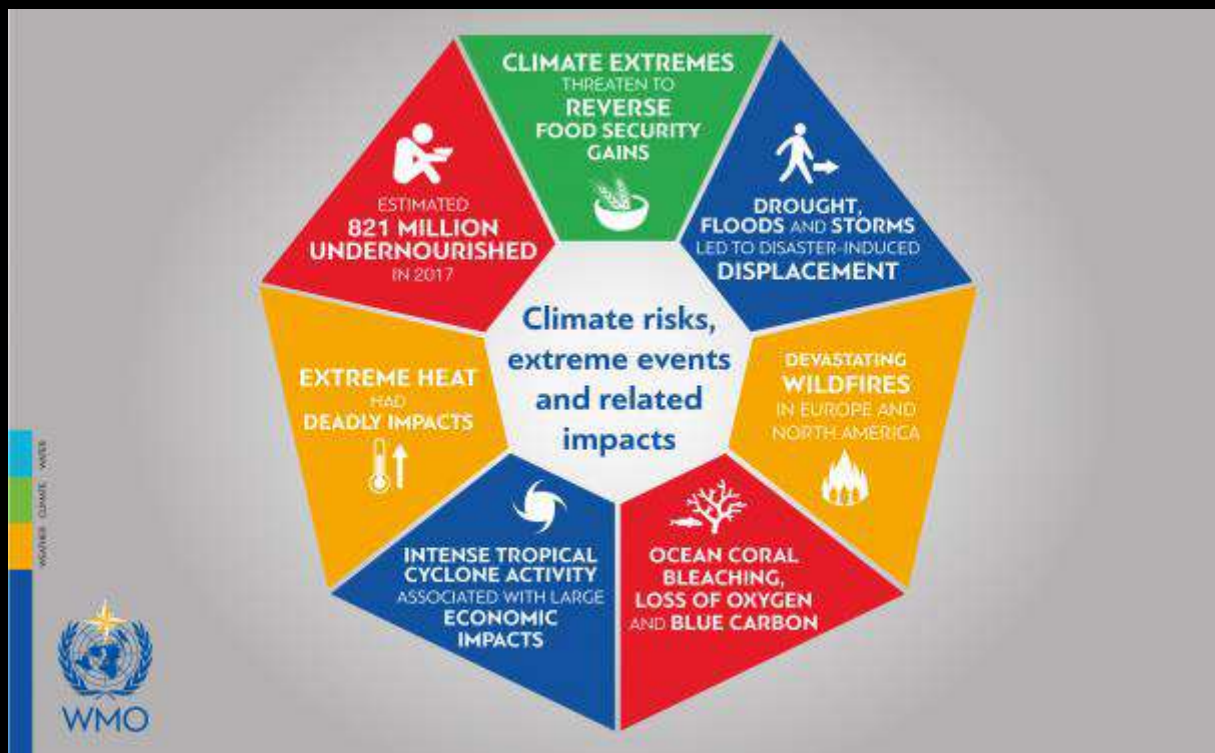 CLIMATE EXTREMES
THREATEN TO
REVERSE
FOOD SECURITY
GAINS
DROUGHT,
FLOODS AND STORMS
LED TO DISASTER-INDUCED
DISPLACEMENT
DEVASTATING
WILDFIRES
IN EUROPE AND
NORTH AMERICA
OCEAN CORAL
BLEACHING,
LOSS OF OXYGEN
AND BLUE CARBON
INTENSE TROPICAL
CYCLONE ACTIVITY
ASSOCIATED WITH LARGE
ECONOMIC
IMPACTS
EXTREME HEAT
HAD
DEADLY IMPACTS
ESTIMATED
821 MILLION
UNDERNOURISHED
IN 2017
Climate risks,
extreme events
and related
impacts
WEATHER CLIMATE WATER
WMO